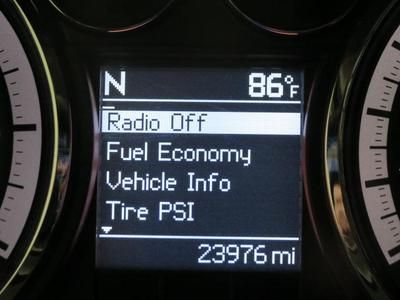 N 86°F
Radio Off
Fuel Economy
Vehicle Info
Tire PSI
23976 mi